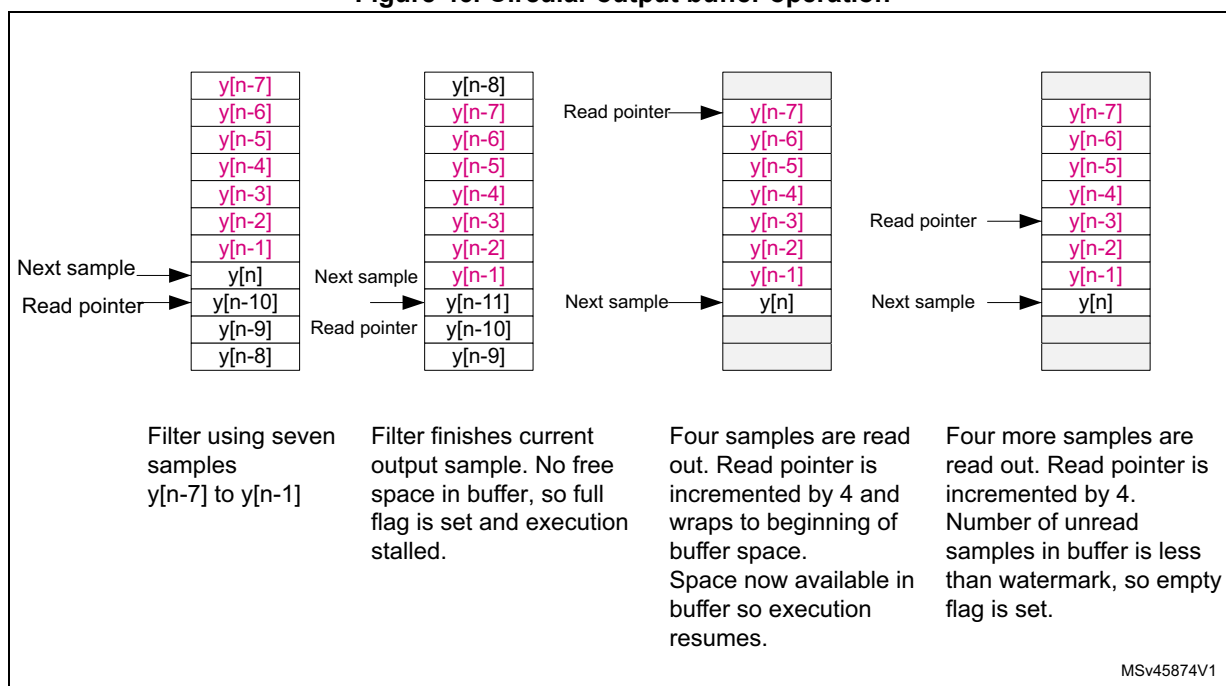 Figure 46. Circular output buffer operation
y[n-7]
y[n-6]
y[n-5]
y[n-4]
y[n-3]
y[n-2]
y[n-1]
Next sample
y[n]
Read pointer
y[n-10]
y[n-9]
y[n-8]
Filter using seven
samples
y[n-7] to y[n-1]
y[n-8]
y[n-7]
y[n-6]
y[n-5]
y[n-4]
y[n-3]
y[n-2]
Next sample
y[n-1]
y[n-11]
Read pointer
y[n-10]
y[n-9]
Filter finishes current
output sample. No free
space in buffer, so full
flag is set and execution
stalled.
Read pointer
y[n-7]
y[n-6]
y[n-5]
y[n-4]
y[n-3]
y[n-2]
y[n-1]
Next sample
y[n]
Four samples are read
out. Read pointer is
incremented by 4 and
wraps to beginning of
buffer space.
Space now available in
buffer so execution
resumes.
y[n-7]
y[n-6]
y[n-5]
y[n-4]
Read pointer
y[n-3]
y[n-2]
y[n-1]
Next sample
y[n]
Four more samples are
read out. Read pointer is
incremented by 4.
Number of unread
samples in buffer is less
than watermark, so empty
flag is set.
MSv45874V1